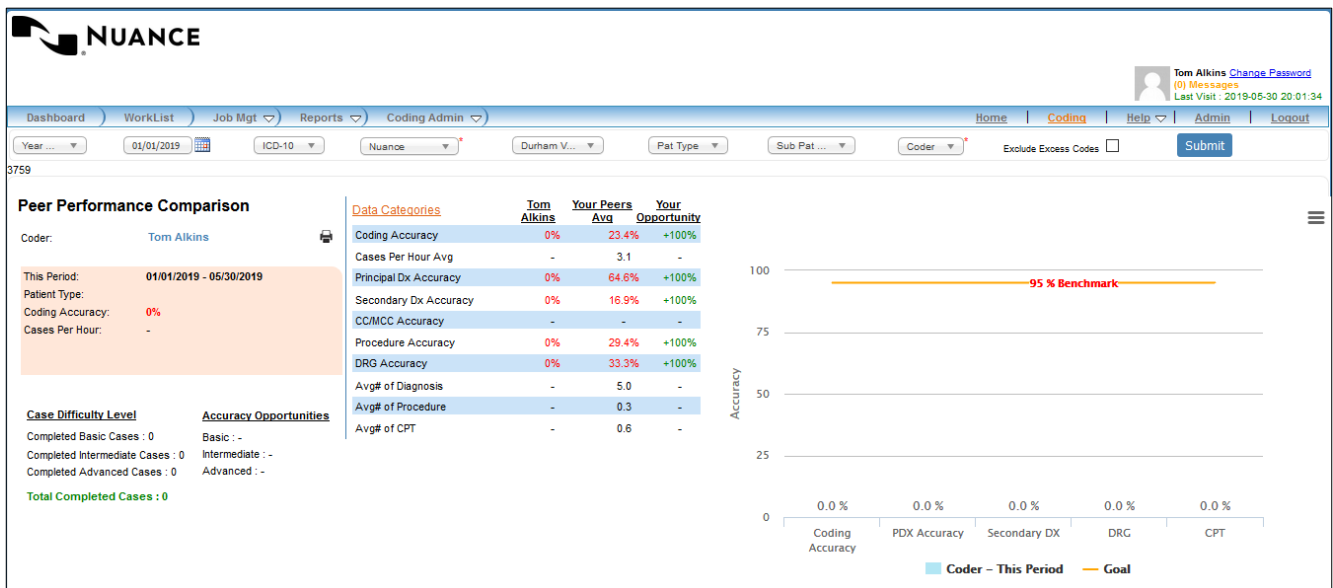 NUANCE
Tom Alkins Change Password
(0) Messages
Last Visit : 2019-05-30 20:01:34
Dashboard WorkList Job Mgt Reports Coding Admin Home | Coding | Help | Admin | Logout
Year ... 01/01/2019 ICD-10 Nuance * Durham V... Pat Type Sub Pat ... Coder * Exclude Excess Codes Submit
3759
Peer Performance Comparison
Coder: Tom Alkins
This Period: 01/01/2019 - 05/30/2019
Patient Type:
Coding Accuracy: 0%
Cases Per Hour: -
Case Difficulty Level Accuracy Opportunities
Completed Basic Cases : 0 Basic : -
Completed Intermediate Cases : 0 Intermediate : -
Completed Advanced Cases : 0 Advanced : -
Total Completed Cases : 0
Data Categories Tom Alkins Your Peers Avg Your Opportunity
Coding Accuracy 0% 23.4% +100%
Cases Per Hour Avg - 3.1 -
Principal Dx Accuracy 0% 64.6% +100%
Secondary Dx Accuracy 0% 16.9% +100%
CC/MCC Accuracy - - -
Procedure Accuracy 0% 29.4% +100%
DRG Accuracy 0% 33.3% +100%
Avg# of Diagnosis - 5.0 -
Avg# of Procedure - 0.3 -
Avg# of CPT - 0.6 -
Accuracy
100
95 % Benchmark
75
50
25
0
0.0 % 0.0 % 0.0 % 0.0 % 0.0 %
Coding Accuracy PDX Accuracy Secondary DX DRG CPT
Coder – This Period Goal